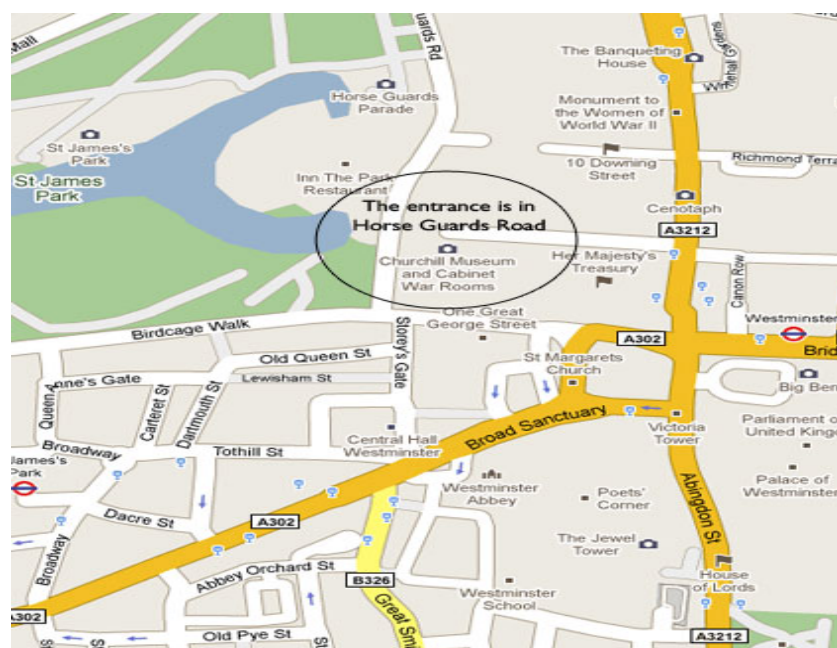 Mall
Guards Rd
The Banqueting
House
Horse Guards
Parade
Monument to
the Women of
World War II
St James's
Park
St James
Park
Inn The Park
Restaurant
10 Downing
Street
Richmond Terra
The entrance is in
Horse Guards Road
Cenotaph
A3212
Churchill Museum
and Cabinet
War Rooms
Her Majesty's
Treasury
Canon Row
One Great
George Street
Westminster
Birdcage Walk
Storey's Gate
A302
Brid
Old Queen St
St Margarets
Church
Queen A
nne's Gate
Lewisham St
Big Ben
Carteret St
Dartmouth St
Broad Sanctuary
Victoria
Tower
Parliament o
United King
Broadway
Tothill St
Central Hall
Westminster
James's
Park
Westminster
Abbey
Poets'
Corner
Abingdon St
Palace of
Westminster
Dacre St
A302
The Jewel
Tower
Broadway
Abbey Orchard St
B326
House
of Lords
Westminster
School
A302
Great Smi
Old Pye St
A3212